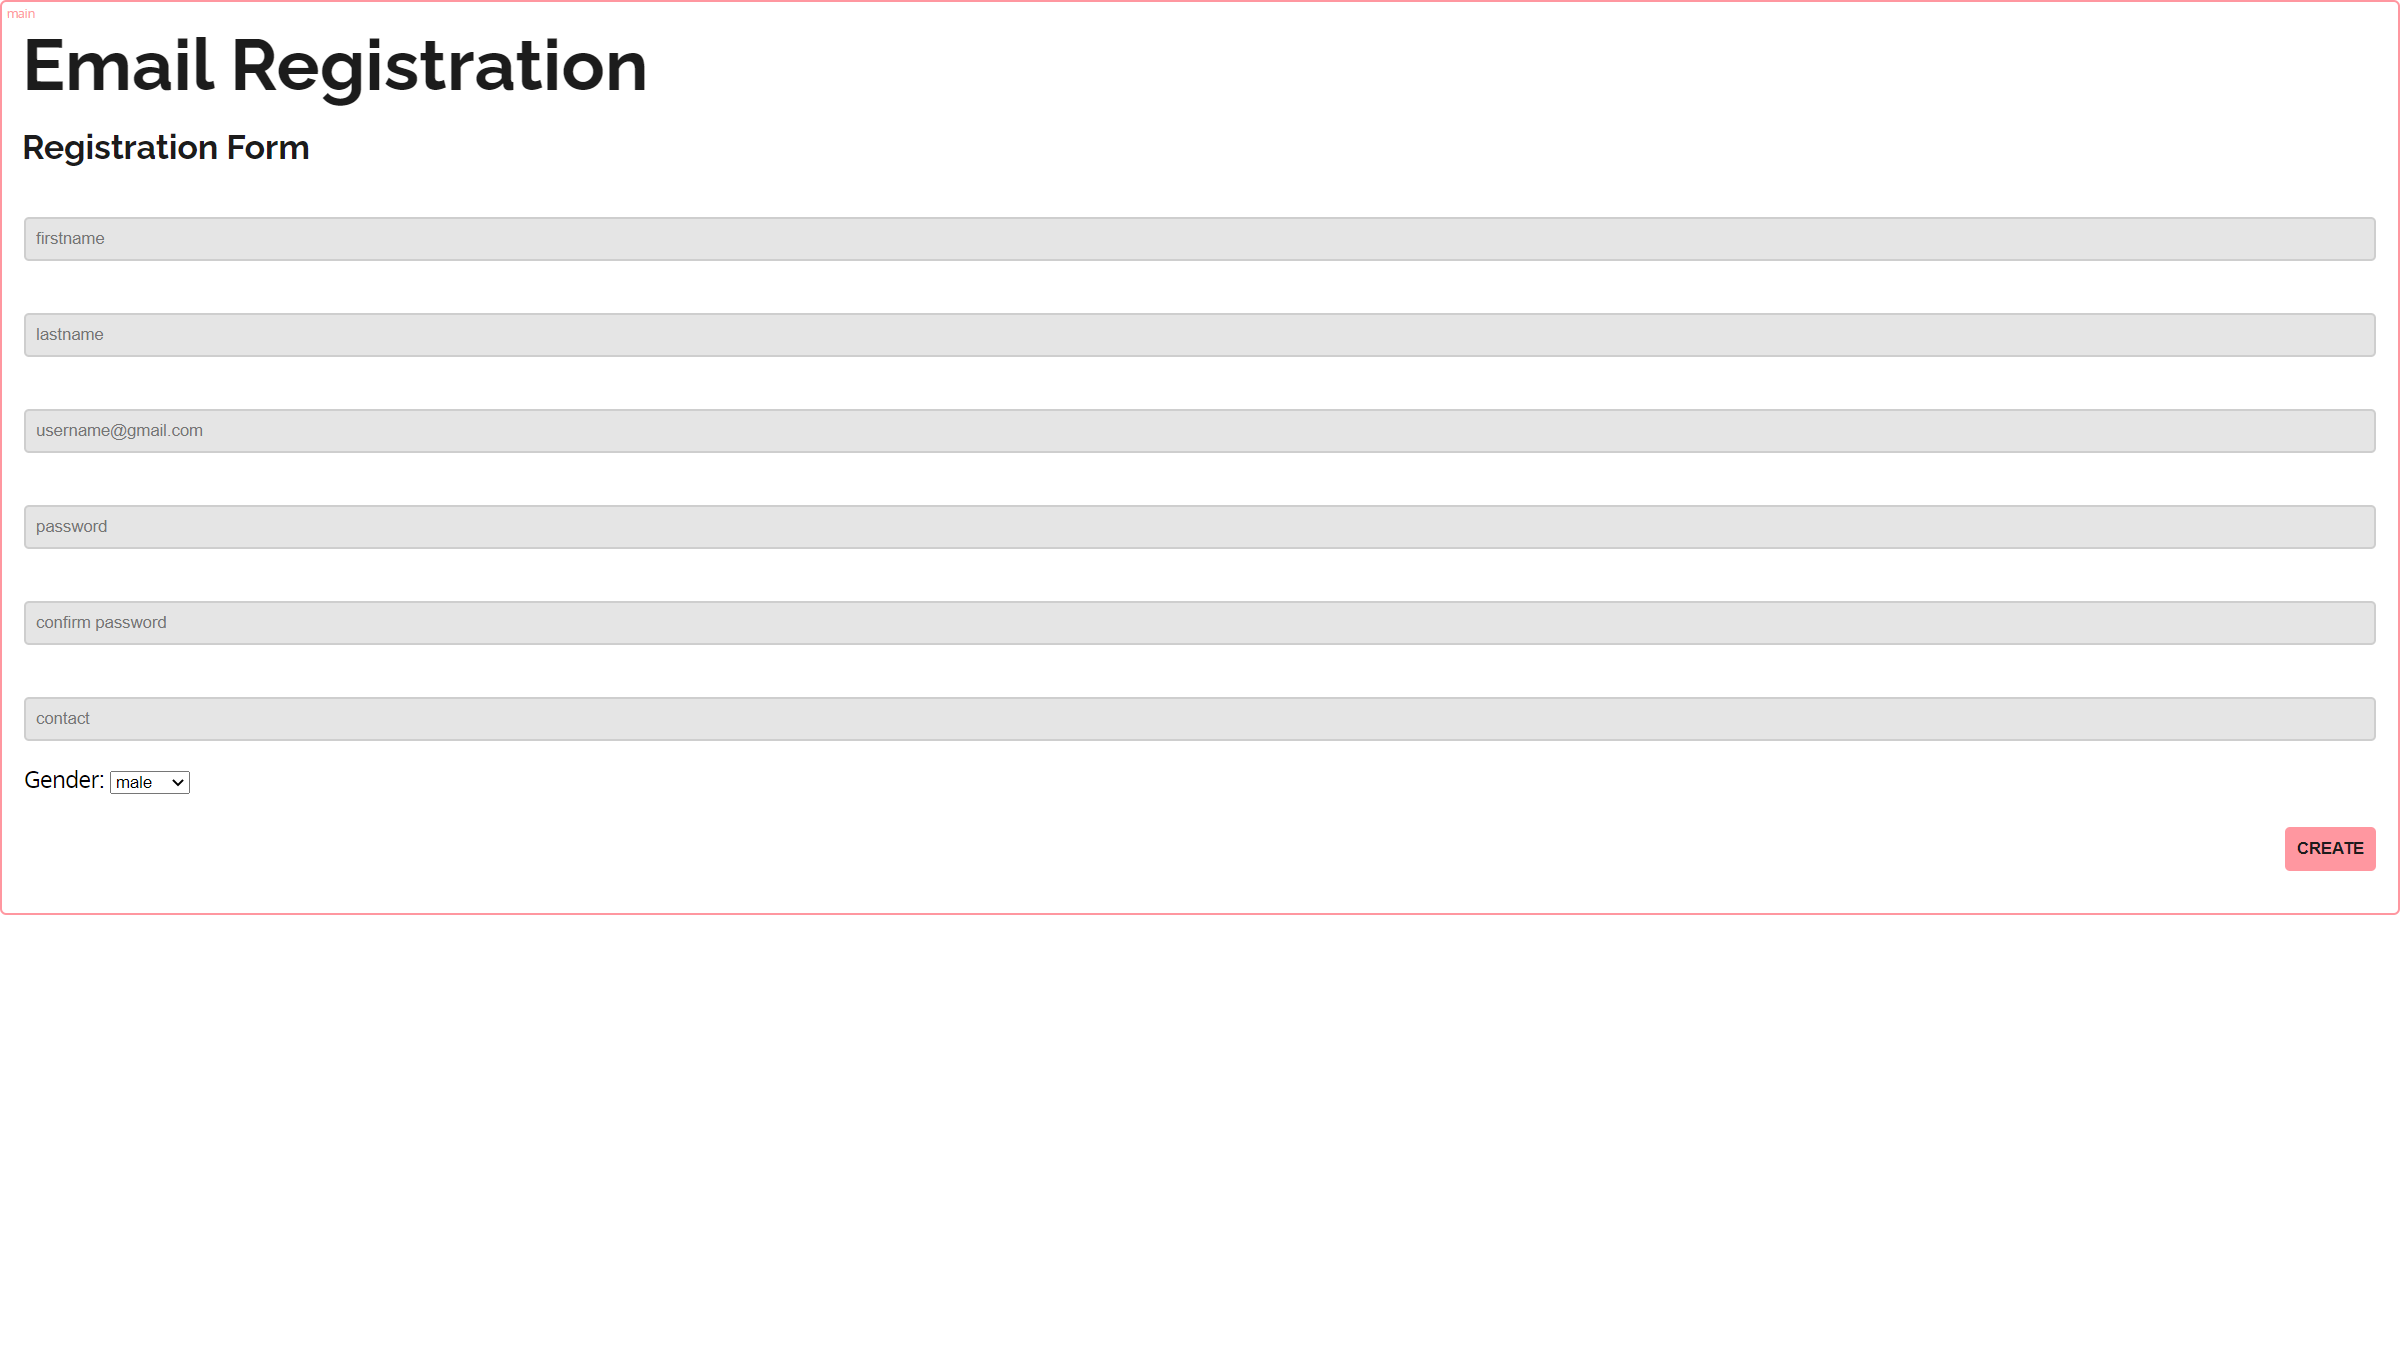 main
Email Registration
Registration Form
firstname
lastname
username@gmail.com
password
confirm password
contact
Gender: male
CREATE